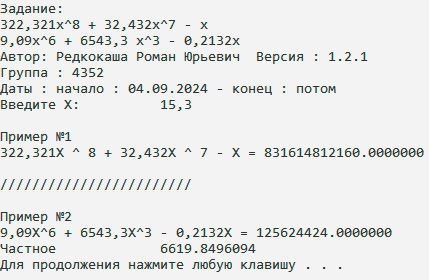 Задание:
322,321x^8 + 32,432x^7 - x
9,09x^6 + 6543,3 x^3 - 0,2132x
Автор: Редкокаша Роман Юрьевич  Версия : 1.2.1
Группа : 4352
Даты : начало : 04.09.2024 - конец : потом
Введите X:          15,3
Пример №1
322,321X ^ 8 + 32,432X ^ 7 - X = 831614812160.0000000
////////////////////////
Пример №2
9,09X^6 + 6543,3X^3 - 0,2132X = 125624424.0000000
Частное             6619.8496094
Для продолжения нажмите любую клавишу . . .